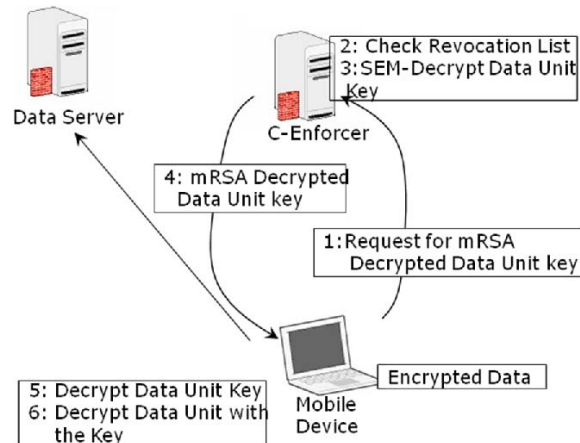 2: Check Revocation List
3:SEM-Decrypt Data Unit
Key
Data Server
C-Enforcer
4: mRSA Decrypted
Data Unit key
1:Request for mRSA
Decrypted Data Unit key
Encrypted Data
5: Decrypt Data Unit Key
6: Decrypt Data Unit with
the Key
Mobile
Device